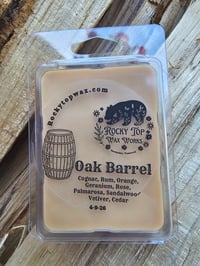 Rockytopwax.com
Rocky Top
Wax Works
Oak Barrel
Cognac, Rum, Orange,
Geranium, Rose,
Palmarosa, Sandalwood
Vetiver, Cedar
4-9-26